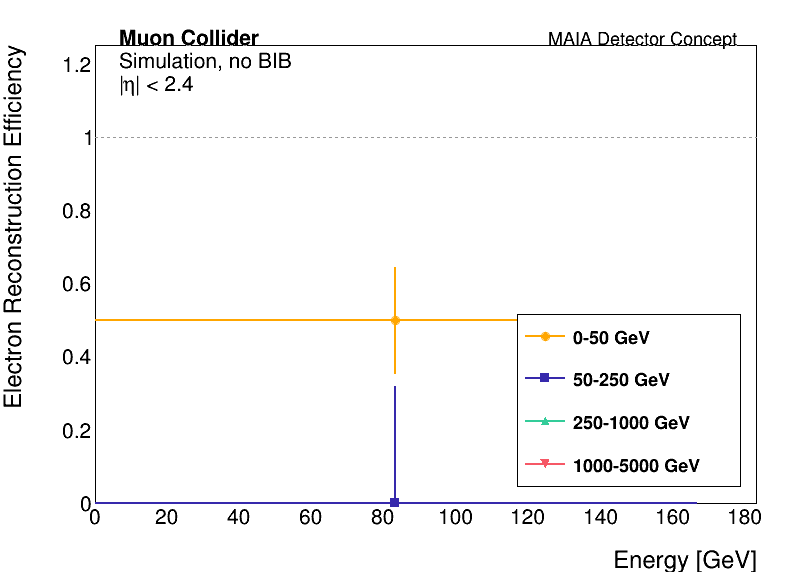 Muon Collider
MAIA Detector Concept
Simulation, no BIB
|η| < 2.4
Electron Reconstruction Efficiency
1.2
1
0.8
0.6
0.4
0.2
0
0-50 GeV
50-250 GeV
250-1000 GeV
1000-5000 GeV
0 20 40 60 80 100 120 140 160 180
Energy [GeV]